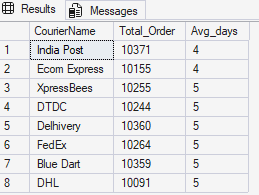 Results Messages
CourierName Total_Order Avg_days
1 India Post 10371 4
2 Ecom Express 10155 4
3 XpressBees 10255 5
4 DTDC 10244 5
5 Delhivery 10360 5
6 FedEx 10264 5
7 Blue Dart 10359 5
8 DHL 10091 5